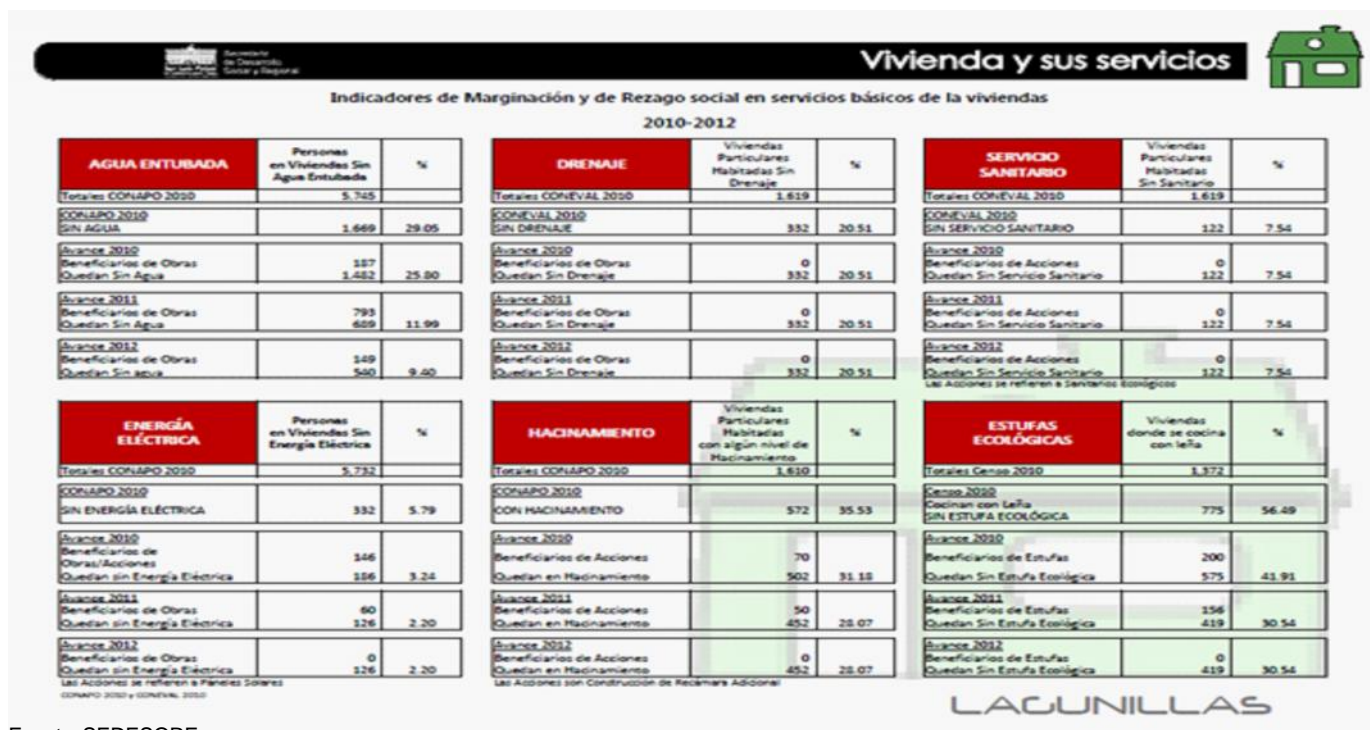 Secretaría
de Desarrollo
Social y Regional
Vivienda y sus servicios
Indicadores de Marginación y de Rezago social en servicios básicos de la viviendas
2010-2012
AGUA ENTUBADA
Personas
en Viviendas Sin
Agua Entubada
%
Totales CONAPO 2010 5,745
CONAPO 2010
SIN AGUA 1,669 29.05
Avance 2010
Beneficiarios de Obras 187
Quedan Sin Agua 1,482 25.80
Avance 2011
Beneficiarios de Obras 793
Quedan Sin Agua 689 11.99
Avance 2012
Beneficiarios de Obras 149
Quedan Sin agua 540 9.40
DRENAJE
Viviendas
Particulares
Habitadas Sin
Drenaje
%
Totales CONEVAL 2010 1,619
CONEVAL 2010
SIN DRENAJE 332 20.51
Avance 2010
Beneficiarios de Obras 0
Quedan Sin Drenaje 332 20.51
Avance 2011
Beneficiarios de Obras 0
Quedan Sin Drenaje 332 20.51
Avance 2012
Beneficiarios de Obras 0
Quedan Sin Drenaje 332 20.51
SERVICIO
SANITARIO
Viviendas
Particulares
Habitadas
Sin Sanitario
%
Totales CONEVAL 2010 1,619
CONEVAL 2010
SIN SERVICIO SANITARIO 122 7.54
Avance 2010
Beneficiarios de Acciones 0
Quedan Sin Servicio Sanitario 122 7.54
Avance 2011
Beneficiarios de Acciones 0
Quedan Sin Servicio Sanitario 122 7.54
Avance 2012
Beneficiarios de Acciones 0
Quedan Sin Servicio Sanitario 122 7.54
Las Acciones se refieren a Sanitarios Ecológicos
ENERGÍA
ELÉCTRICA
Personas
en Viviendas Sin
Energía Eléctrica
%
Totales CONAPO 2010 5,732
CONAPO 2010
SIN ENERGÍA ELÉCTRICA 332 5.79
Avance 2010
Beneficiarios de
Obras/Acciones 146
Quedan sin Energía Eléctrica 186 3.24
Avance 2011
Beneficiarios de Obras 60
Quedan sin Energía Eléctrica 126 2.20
Avance 2012
Beneficiarios de Obras 0
Quedan sin Energía Eléctrica 126 2.20
Las Acciones se refieren a Páneles Solares
CONAPO 2010 y CONEVAL 2010
HACINAMIENTO
Viviendas
Particulares
Habitadas
con algún nivel de
Hacinamiento
%
Totales CONAPO 2010 1,610
CONAPO 2010
CON HACINAMIENTO 572 35.53
Avance 2010
Beneficiarios de Acciones 70
Quedan en Hacinamiento 502 31.18
Avance 2011
Beneficiarios de Acciones 50
Quedan en Hacinamiento 452 28.07
Avance 2012
Beneficiarios de Acciones 0
Quedan en Hacinamiento 452 28.07
Las Acciones son Construcción de Recámara Adicional
ESTUFAS
ECOLÓGICAS
Viviendas
donde se cocina
con leña
%
Totales Censo 2010 1,372
Censo 2010
Cocinan con Leña
SIN ESTUFA ECOLÓGICA 775 56.49
Avance 2010
Beneficiarios de Estufas 200
Quedan Sin Estufa Ecológica 575 41.91
Avance 2011
Beneficiarios de Estufas 156
Quedan Sin Estufa Ecológica 419 30.54
Avance 2012
Beneficiarios de Estufas 0
Quedan Sin Estufa Ecológica 419 30.54
LAGUNILLAS